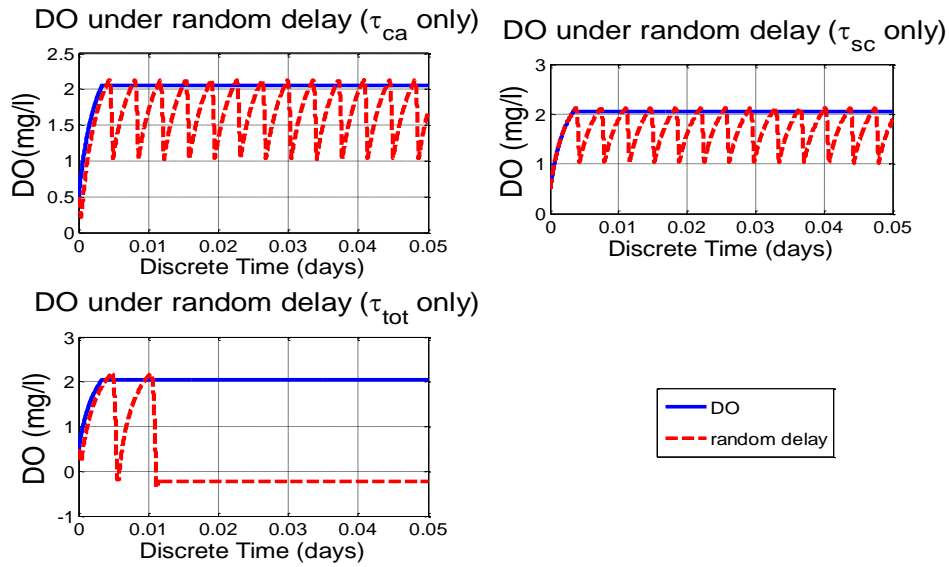 DO under random delay (τca only)
DO(mg/l)
2.5
2
1.5
1
0.5
0
0 0.01 0.02 0.03 0.04 0.05
Discrete Time (days)
DO under random delay (τsc only)
DO (mg/l)
3
2
1
0
0 0.01 0.02 0.03 0.04 0.05
Discrete Time (days)
DO under random delay (τtot only)
DO (mg/l)
3
2
1
0
-1
0 0.01 0.02 0.03 0.04 0.05
Discrete Time (days)
DO
random delay